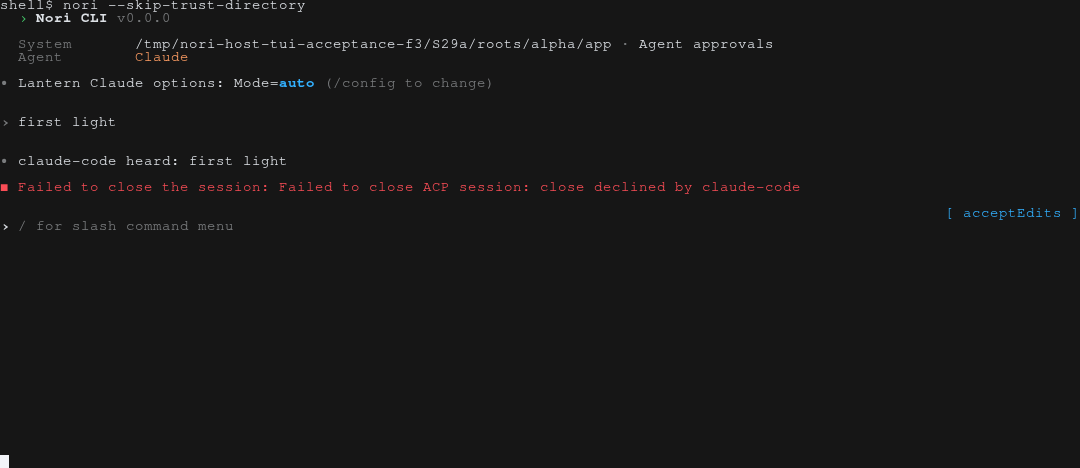 shell$ nori --skip-trust-directory
› Nori CLI v0.0.0
System /tmp/nori-host-tui-acceptance-f3/S29a/roots/alpha/app · Agent approvals
Agent Claude
• Lantern Claude options: Mode=auto (/config to change)
› first light
• claude-code heard: first light
■ Failed to close the session: Failed to close ACP session: close declined by claude-code
[ acceptEdits ]
› / for slash command menu